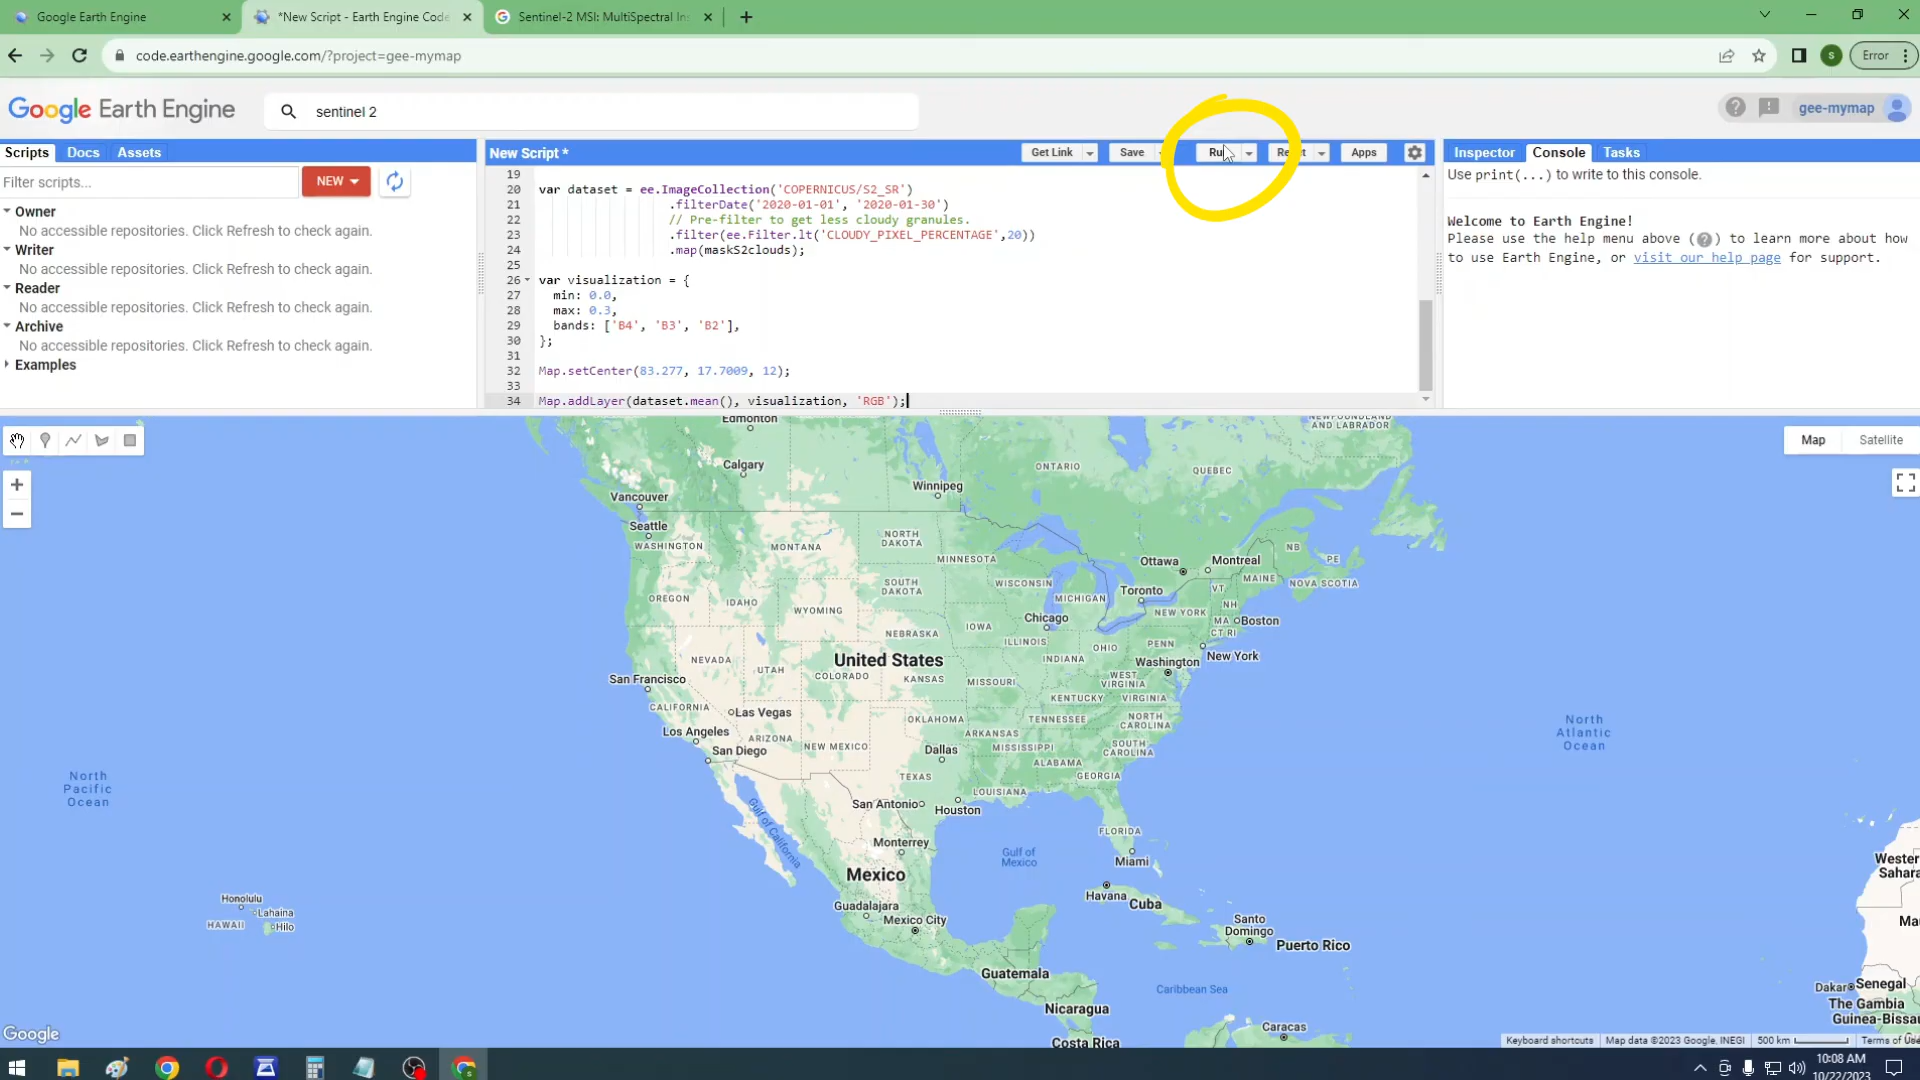 Google Earth Engine
*New Script - Earth Engine Code
Sentinel-2 MSI: MultiSpectral Ins
code.earthengine.google.com/?project=gee-mymap
S
Error
Google Earth Engine
sentinel 2
gee-mymap
Scripts Docs Assets
New Script *
Get Link Save Apps
Inspector Console Tasks
Filter scripts...
NEW
Owner
No accessible repositories. Click Refresh to check again.
Writer
No accessible repositories. Click Refresh to check again.
Reader
No accessible repositories. Click Refresh to check again.
Archive
No accessible repositories. Click Refresh to check again.
Examples
19
20 var dataset = ee.ImageCollection('COPERNICUS/S2_SR')
21 .filterDate('2020-01-01', '2020-01-30')
22 // Pre-filter to get less cloudy granules.
23 .filter(ee.Filter.lt('CLOUDY_PIXEL_PERCENTAGE',20))
24 .map(maskS2clouds);
25
26 var visualization = {
27 min: 0.0,
28 max: 0.3,
29 bands: ['B4', 'B3', 'B2'],
30 };
31
32 Map.setCenter(83.277, 17.7009, 12);
33
34 Map.addLayer(dataset.mean(), visualization, 'RGB');
Use print(...) to write to this console.
Welcome to Earth Engine!
Please use the help menu above (?) to learn more about how
to use Earth Engine, or visit our help page for support.
Map Satellite
Edmonton
NEWFOUNDLAND
AND LABRADOR
Calgary
ONTARIO
QUEBEC
Winnipeg
Vancouver
Seattle
WASHINGTON
MONTANA
NORTH
DAKOTA
MINNESOTA
Ottawa
Montreal
NB
PE
MAINE
NOVA SCOTIA
OREGON
IDAHO
WYOMING
SOUTH
DAKOTA
WISCONSIN
MICHIGAN
Toronto
VT
NH
NEW YORK
MA
Boston
CT RI
Chicago
IOWA
NEBRASKA
ILLINOIS
INDIANA
OHIO
PENN
New York
NEVADA
UTAH
COLORADO
United States
KANSAS
MISSOURI
WEST
VIRGINIA
Washington
KENTUCKY
VIRGINIA
San Francisco
CALIFORNIA
Las Vegas
OKLAHOMA
TENNESSEE
NORTH
CAROLINA
Los Angeles
ARIZONA
NEW MEXICO
ARKANSAS
MISSISSIPPI
SOUTH
CAROLINA
San Diego
Dallas
ALABAMA
GEORGIA
TEXAS
LOUISIANA
San Antonio
Houston
North
Pacific
Ocean
North
Atlantic
Ocean
Gulf of California
FLORIDA
Monterrey
Gulf of
Mexico
Miami
Mexico
Havana
Cuba
Western
Sahara
Honolulu
Lahaina
HAWAII
Hilo
Guadalajara
Mexico City
Santo
Domingo
Puerto Rico
Guatemala
Caribbean Sea
Nicaragua
Caracas
Costa Rica
Dakar
Senegal
The Gambia
Guinea-Bissau
Google
Keyboard shortcuts Map data ©2023 Google, INEGI 500 km Terms of Use
10:08 AM
10/22/2023